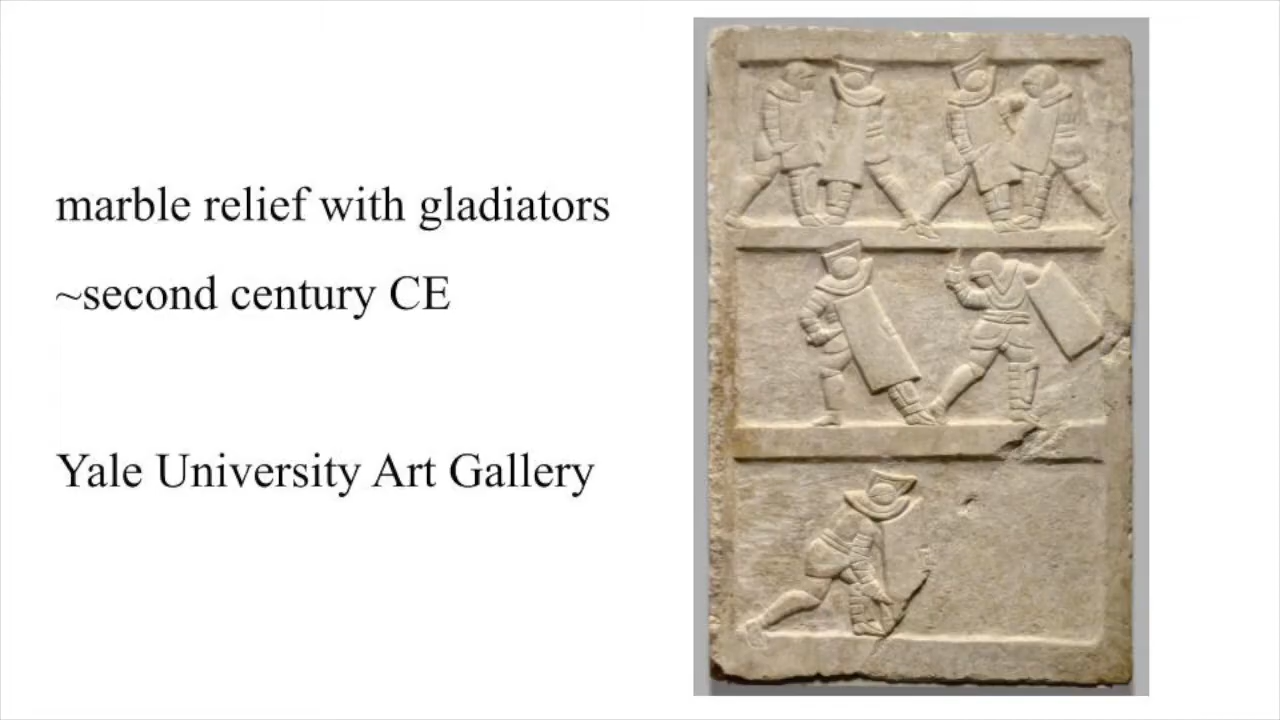 marble relief with gladiators
~second century CE
Yale University Art Gallery